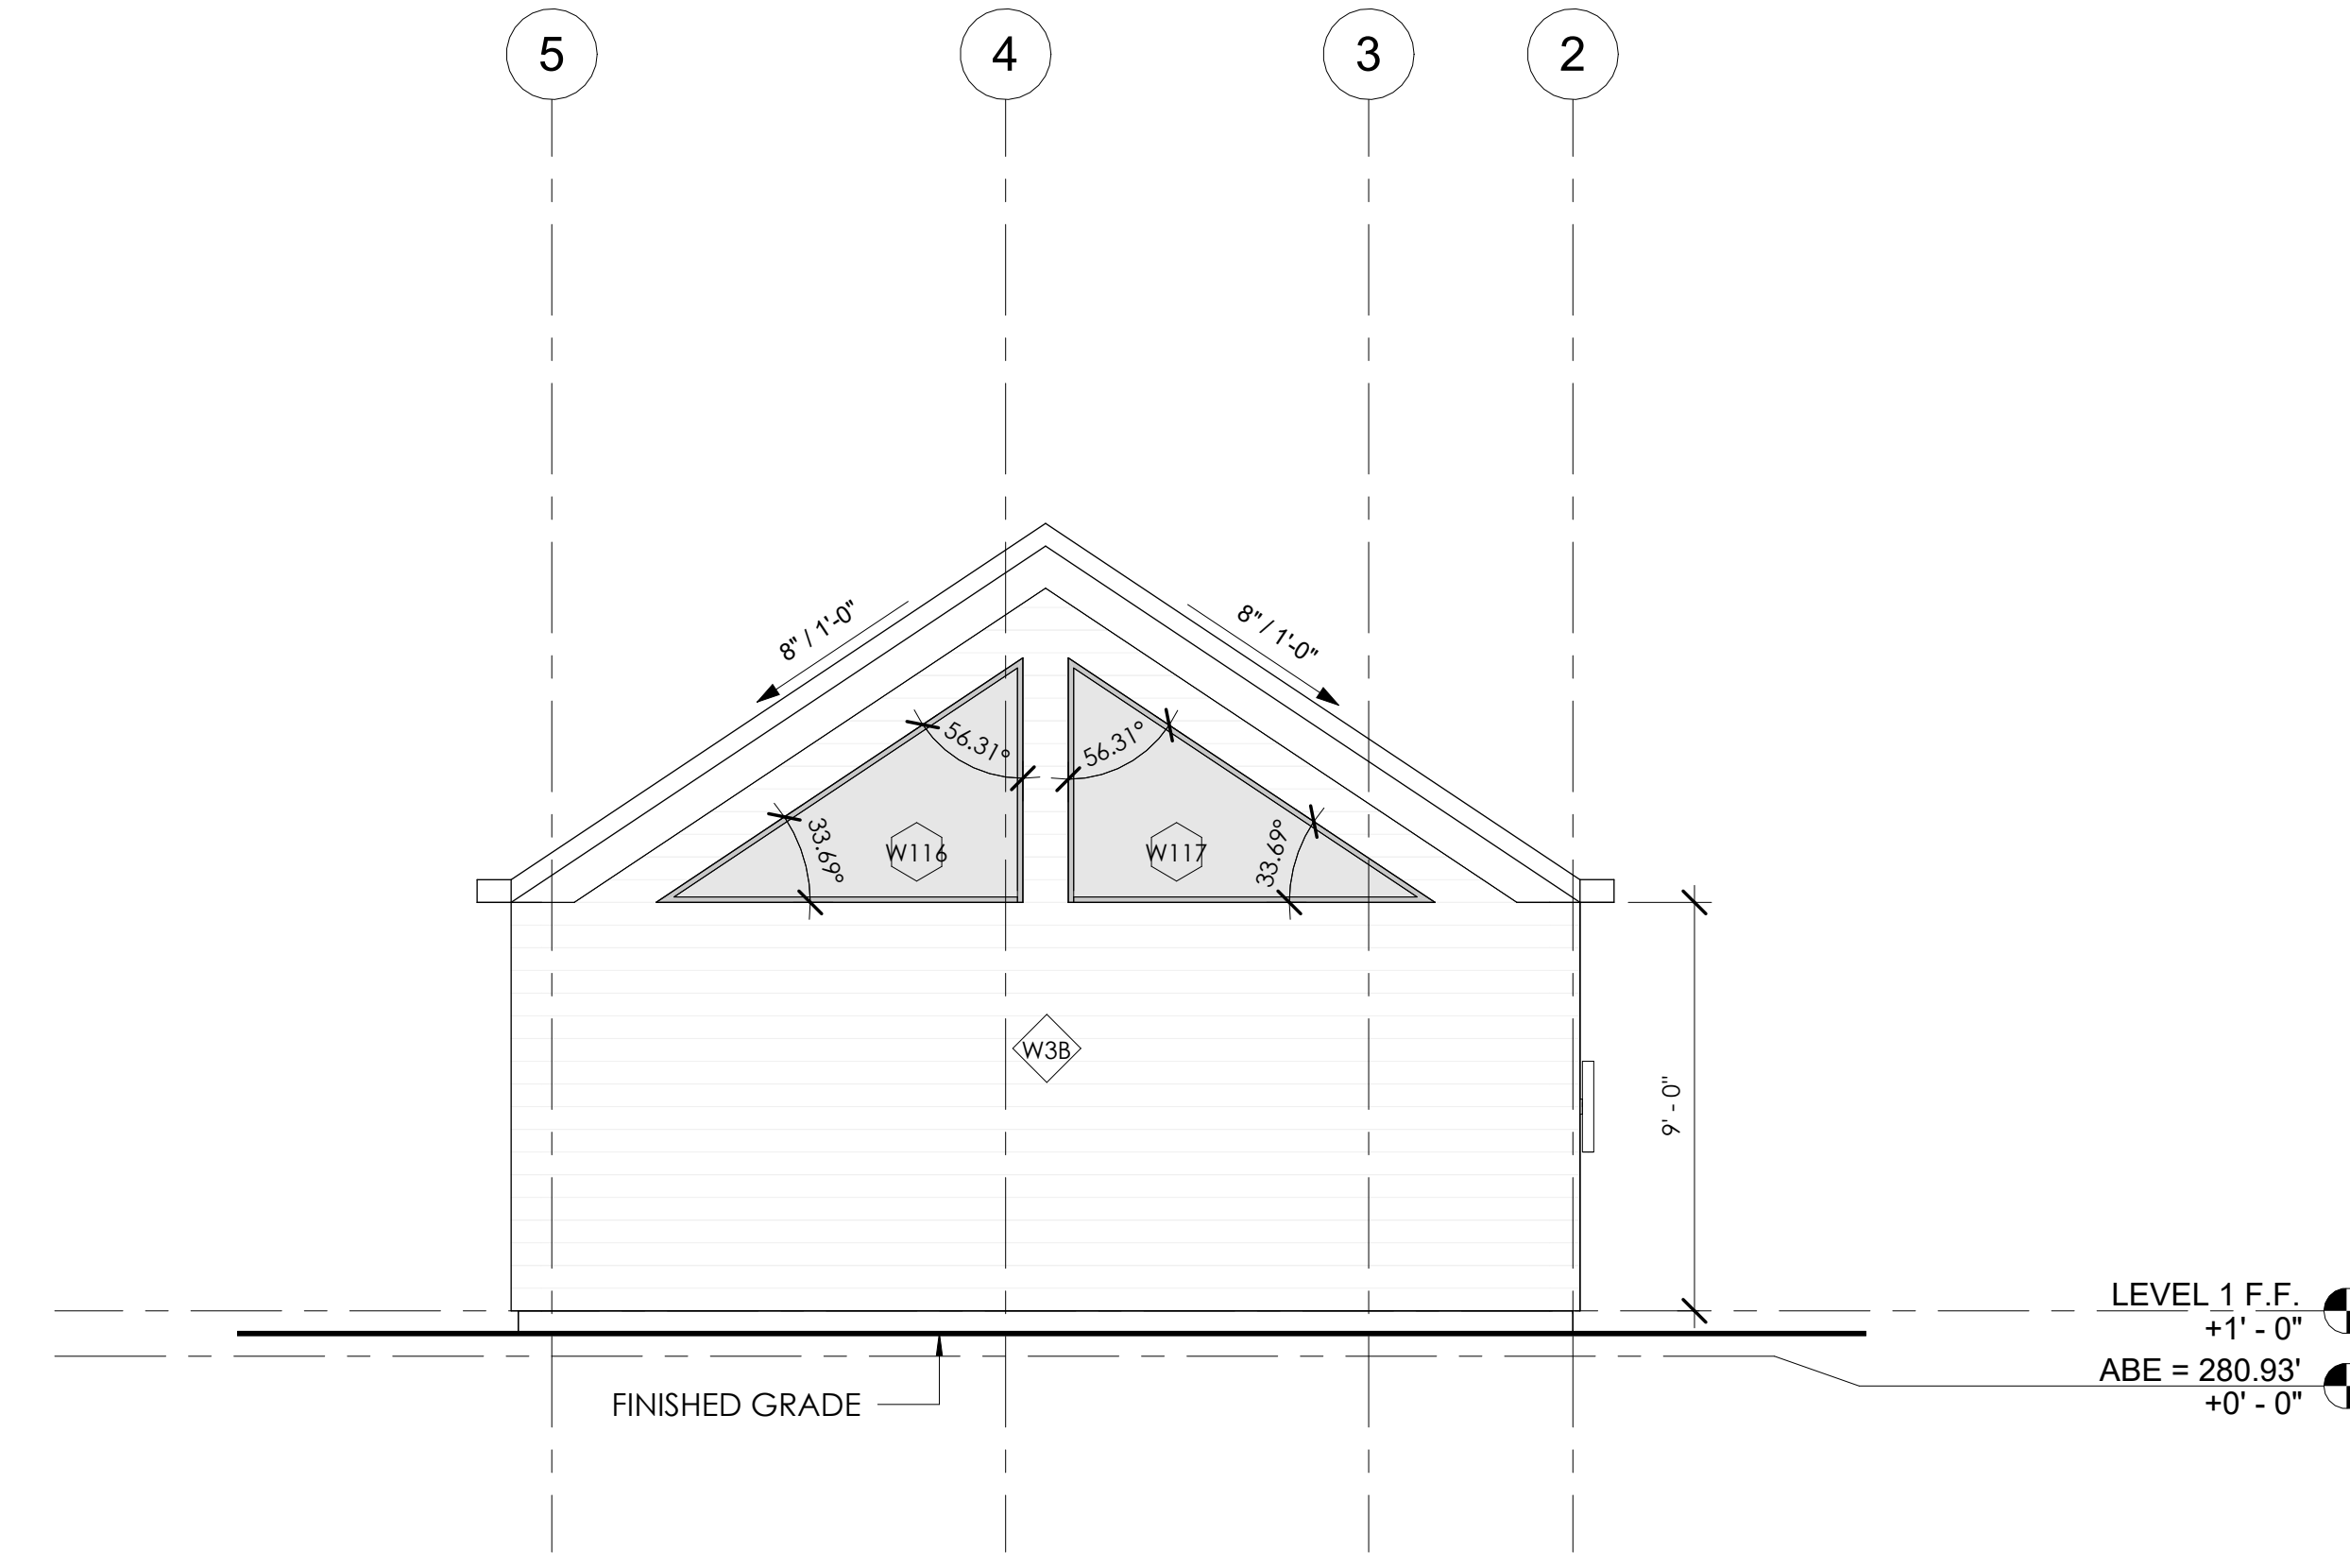 5
4
3
2
8" / 1'-0"
8" / 1'-0"
56.31°
56.31°
33.69°
W116
W117
33.69°
W3B
9' - 0"
LEVEL 1 F.F.
+1' - 0"
ABE = 280.93'
+0' - 0"
FINISHED GRADE